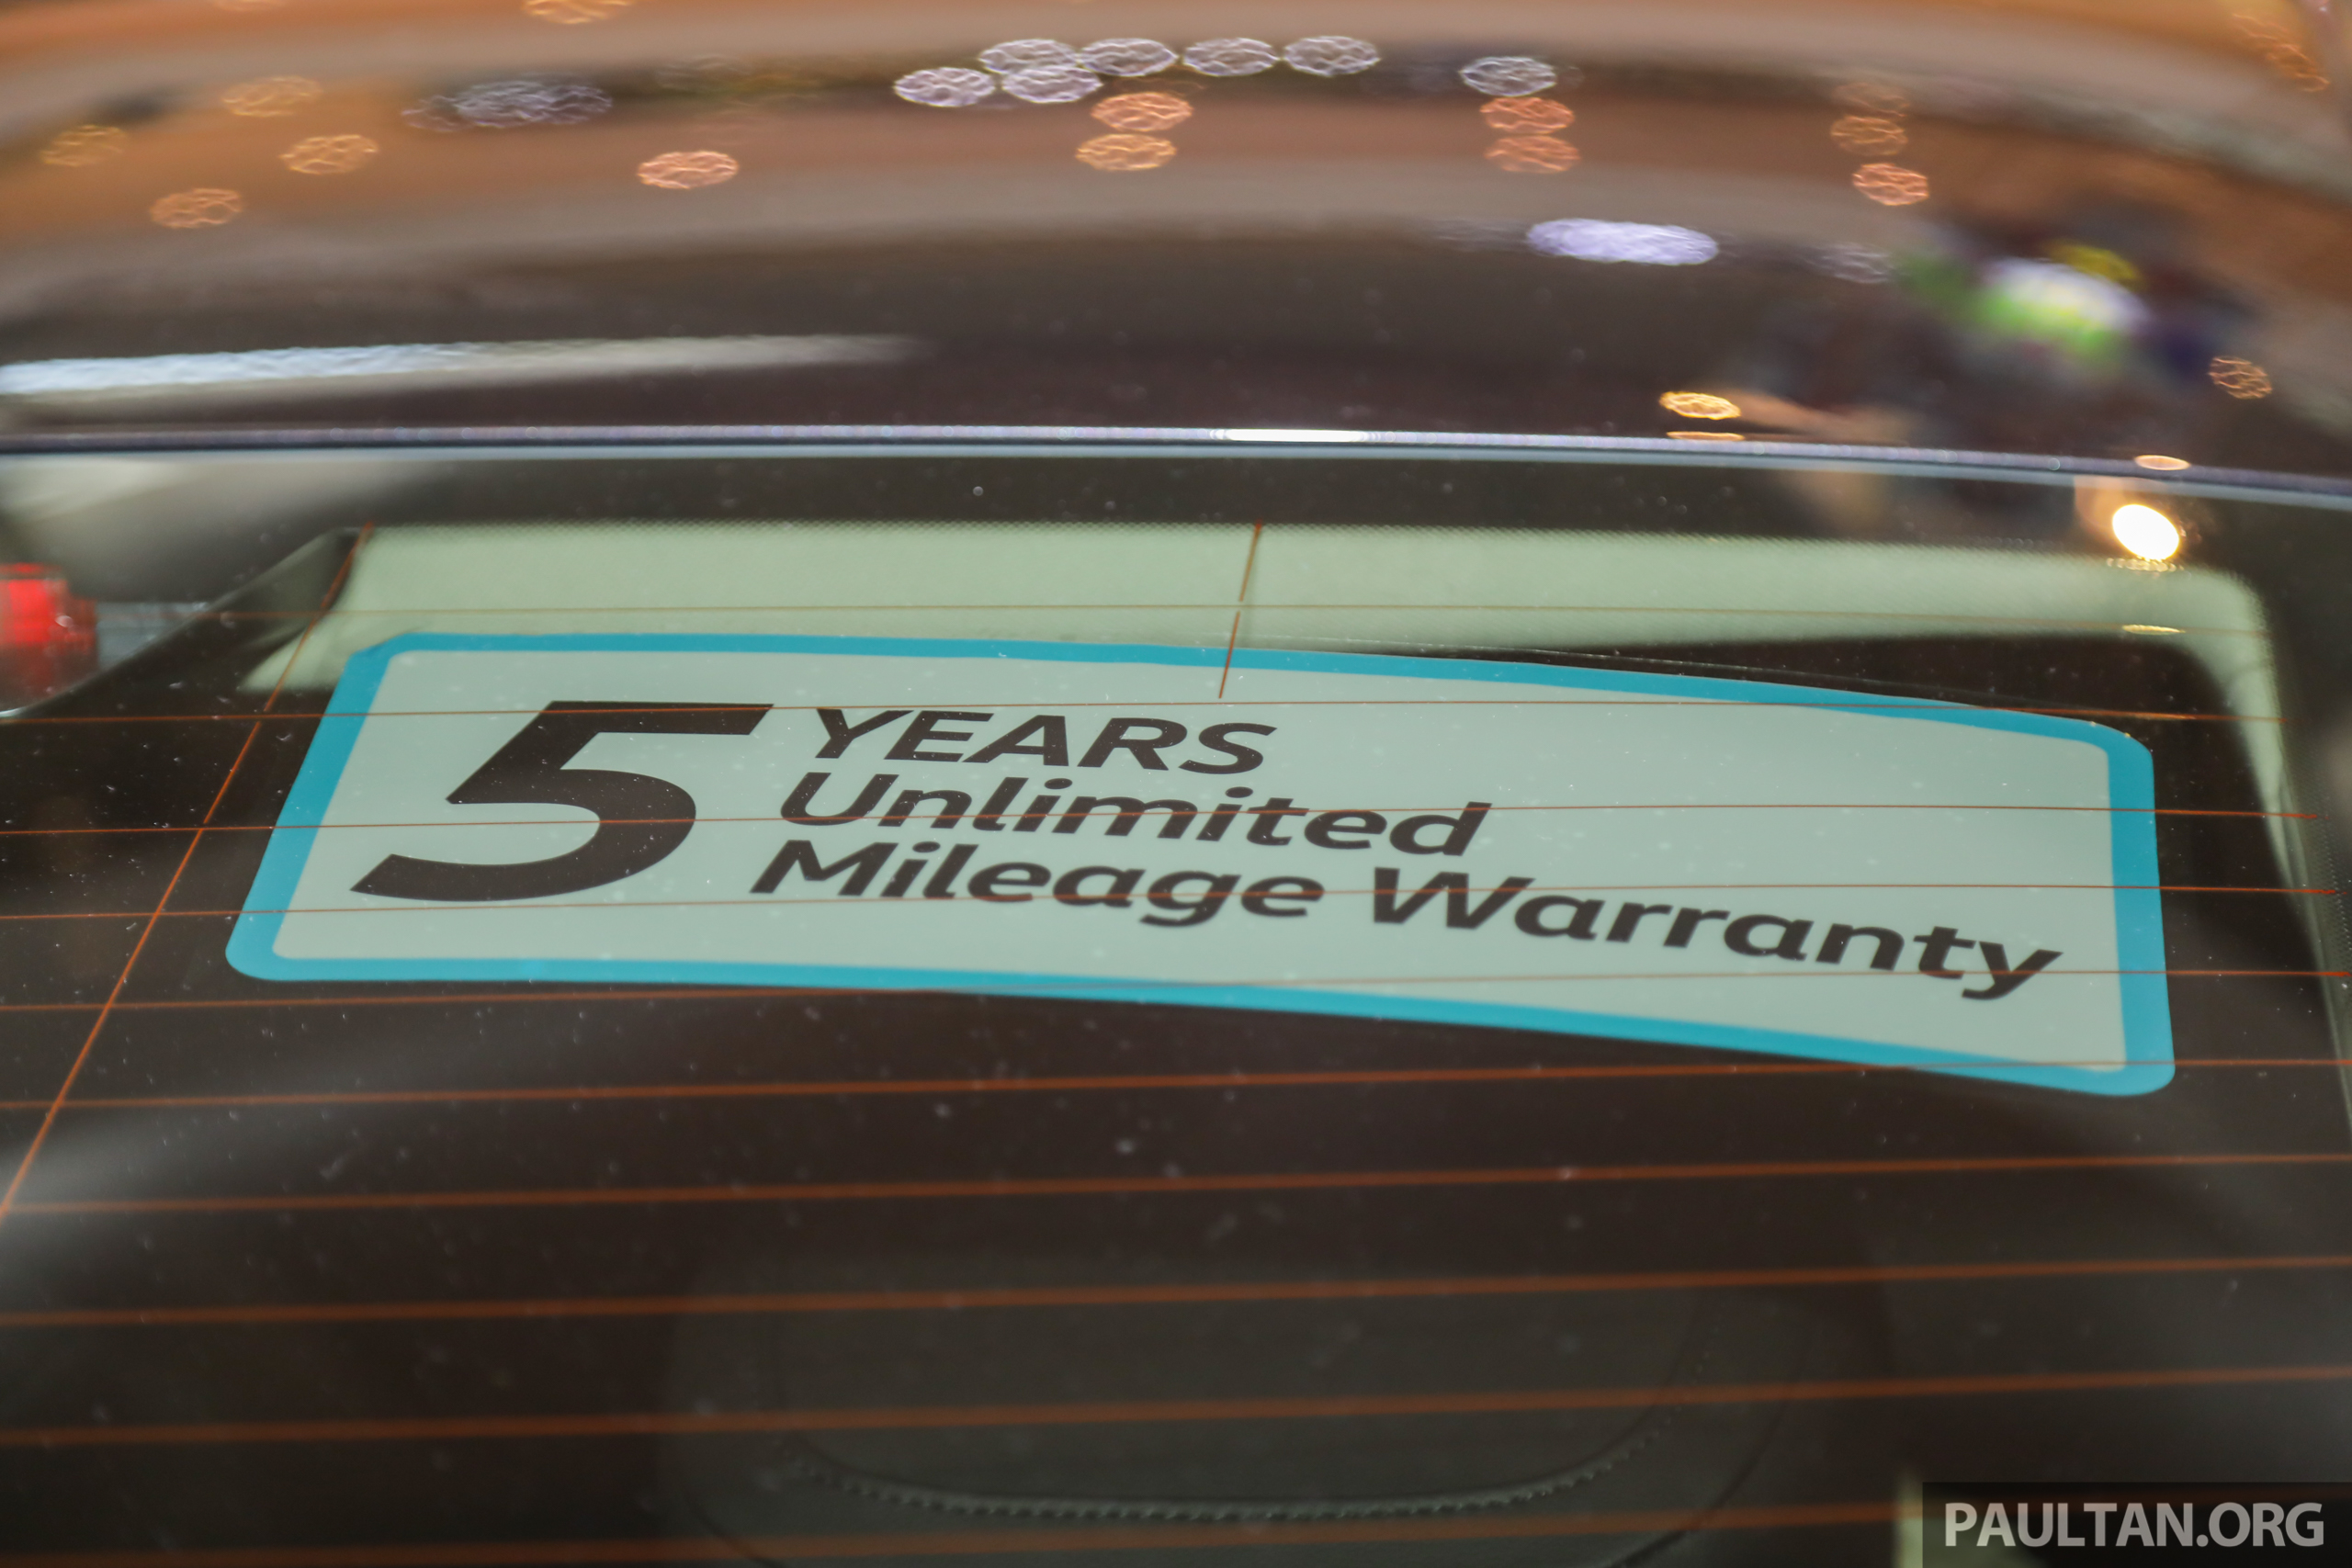 5 YEARS
Unlimited
Mileage Warranty
PAULTAN.ORG